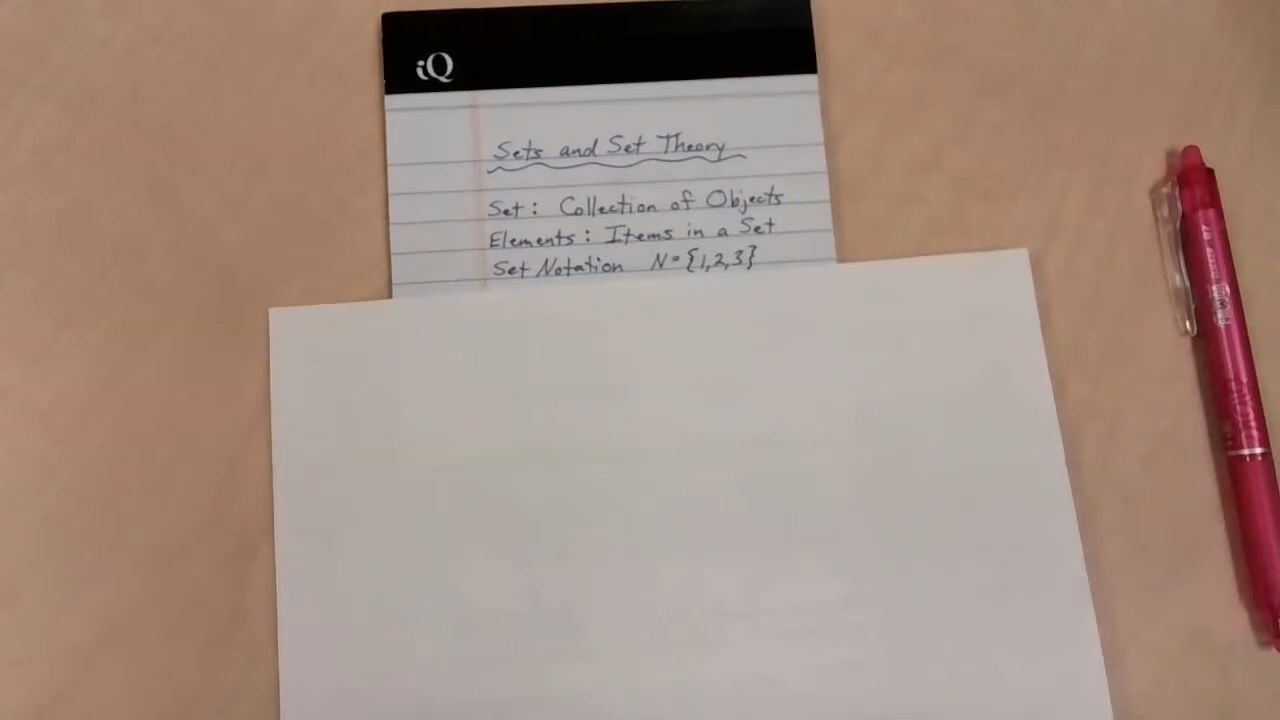 iQ
Sets and Set Theory
Set: Collection of Objects
Elements: Items in a Set
Set Notation N={1,2,3}